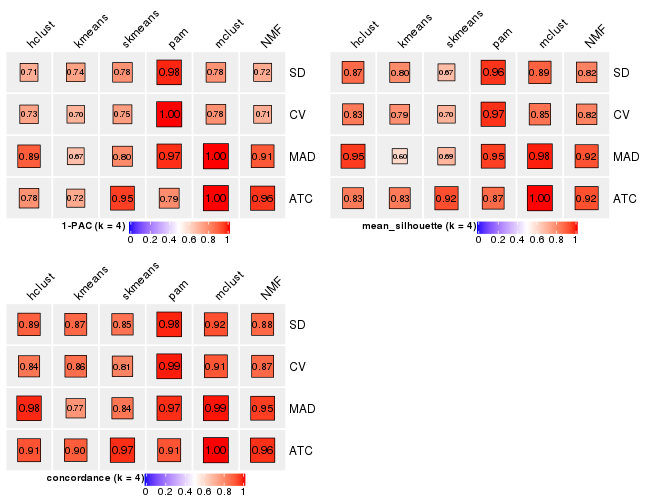 hclust kmeans skmeans pam mclust NMF
0.71 0.74 0.78 0.98 0.78 0.72 SD
0.73 0.70 0.75 1.00 0.78 0.71 CV
0.89 0.67 0.80 0.97 1.00 0.91 MAD
0.78 0.72 0.95 0.79 1.00 0.96 ATC
1-PAC (k = 4)
0 0.2 0.4 0.6 0.8 1
hclust kmeans skmeans pam mclust NMF
0.87 0.80 0.67 0.96 0.89 0.82 SD
0.83 0.79 0.70 0.97 0.85 0.82 CV
0.95 0.60 0.69 0.95 0.98 0.92 MAD
0.83 0.83 0.92 0.87 1.00 0.92 ATC
mean_silhouette (k = 4)
0 0.2 0.4 0.6 0.8 1
hclust kmeans skmeans pam mclust NMF
0.89 0.87 0.85 0.98 0.92 0.88 SD
0.84 0.86 0.81 0.99 0.91 0.87 CV
0.98 0.77 0.84 0.97 0.99 0.95 MAD
0.91 0.90 0.97 0.91 1.00 0.96 ATC
concordance (k = 4)
0 0.2 0.4 0.6 0.8 1